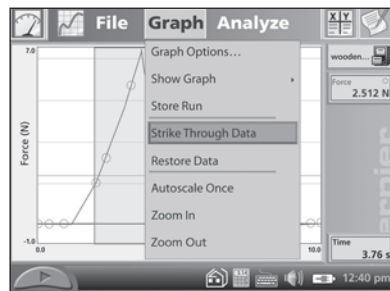 File Graph Analyze
X Y
7.0
Graph Options...
Show Graph
Store Run
Strike Through Data
Restore Data
Autoscale Once
Zoom In
Zoom Out
Force (N)
-1.0
0.0
10.0
wooden...
Force
2.512 N
Time
3.76 s
12:40 pm